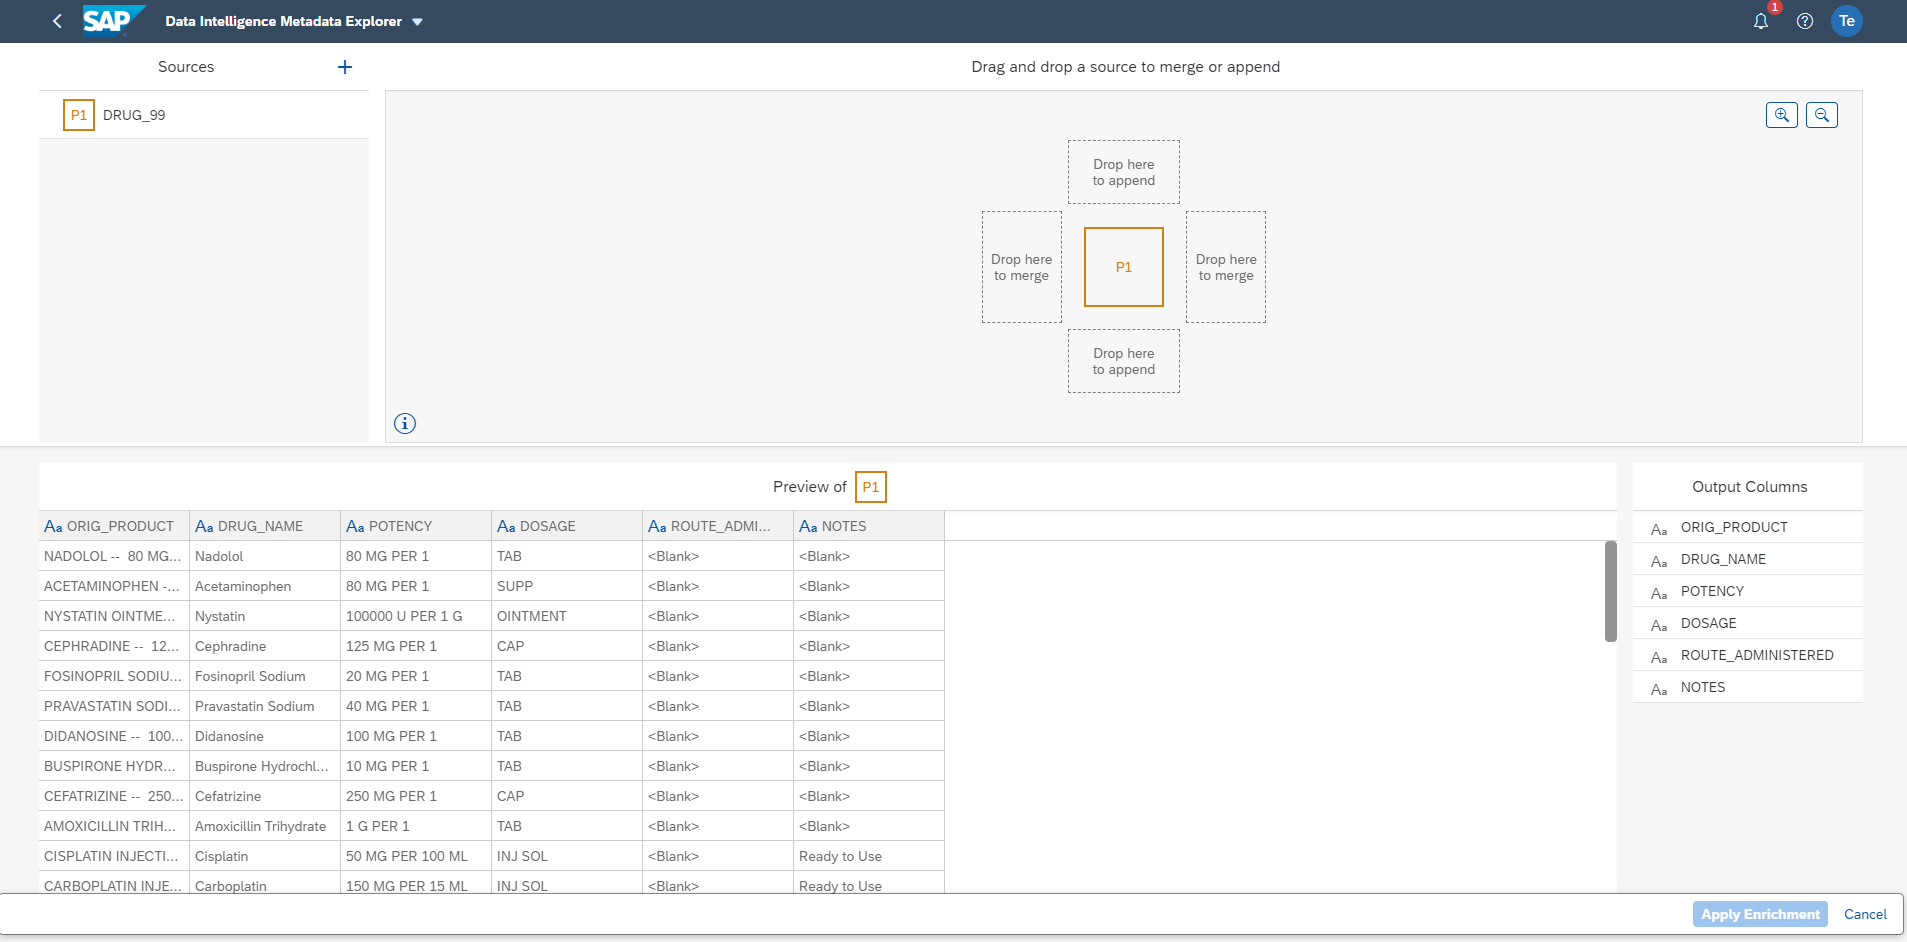 SAP Data Intelligence Metadata Explorer 1 Te
Sources + Drag and drop a source to merge or append
P1 DRUG_99
Drop here
to append
Drop here
to merge
P1
Drop here
to merge
Drop here
to append
Preview of P1
Output Columns
Aa ORIG_PRODUCT Aa DRUG_NAME Aa POTENCY Aa DOSAGE Aa ROUTE_ADMI... Aa NOTES
NADOLOL -- 80 MG... Nadolol 80 MG PER 1 TAB <Blank> <Blank>
ACETAMINOPHEN -... Acetaminophen 80 MG PER 1 SUPP <Blank> <Blank>
NYSTATIN OINTME... Nystatin 100000 U PER 1 G OINTMENT <Blank> <Blank>
CEPHRADINE -- 12... Cephradine 125 MG PER 1 CAP <Blank> <Blank>
FOSINOPRIL SODIU... Fosinopril Sodium 20 MG PER 1 TAB <Blank> <Blank>
PRAVASTATIN SODI... Pravastatin Sodium 40 MG PER 1 TAB <Blank> <Blank>
DIDANOSINE -- 100... Didanosine 100 MG PER 1 TAB <Blank> <Blank>
BUSPIRONE HYDR... Buspirone Hydrochl... 10 MG PER 1 TAB <Blank> <Blank>
CEFATRIZINE -- 250... Cefatrizine 250 MG PER 1 CAP <Blank> <Blank>
AMOXICILLIN TRIH... Amoxicillin Trihydrate 1 G PER 1 TAB <Blank> <Blank>
CISPLATIN INJECTI... Cisplatin 50 MG PER 100 ML INJ SOL <Blank> Ready to Use
CARBOPLATIN INJE... Carboplatin 150 MG PER 15 ML INJ SOL <Blank> Ready to Use
Aa ORIG_PRODUCT
Aa DRUG_NAME
Aa POTENCY
Aa DOSAGE
Aa ROUTE_ADMINISTERED
Aa NOTES
Apply Enrichment Cancel